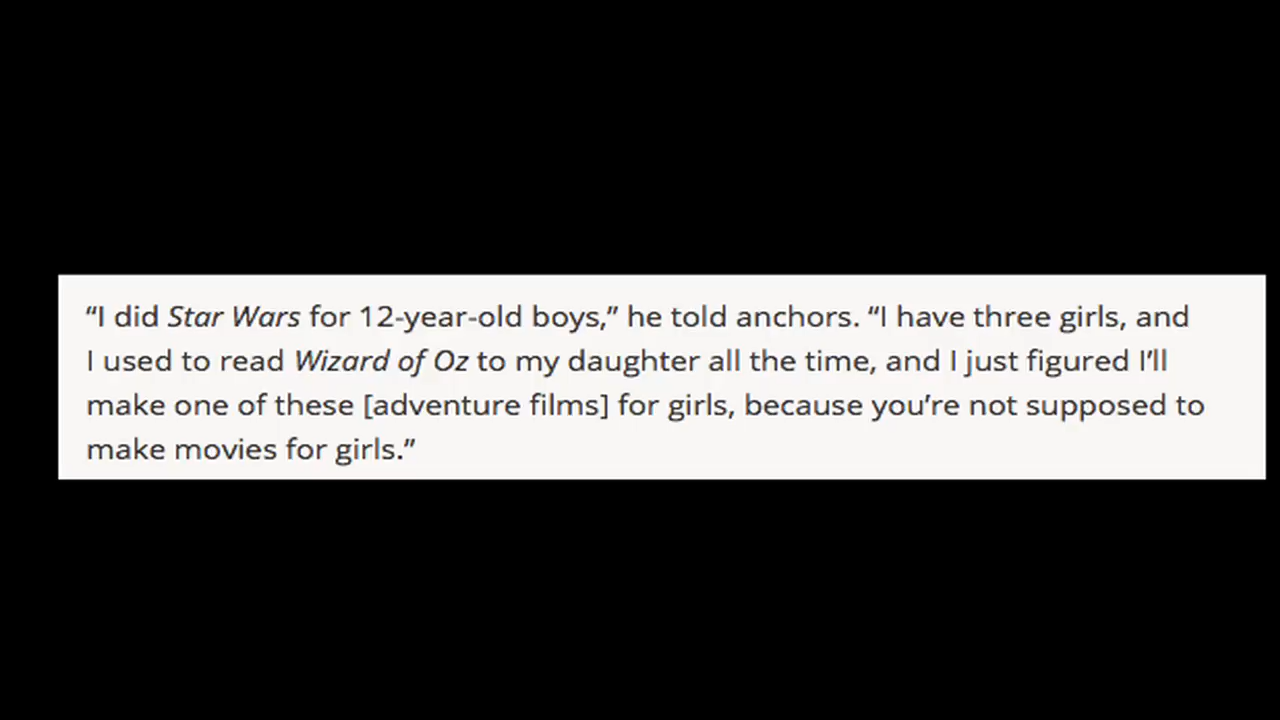 “I did Star Wars for 12-year-old boys,” he told anchors. “I have three girls, and
I used to read Wizard of Oz to my daughter all the time, and I just figured I’ll
make one of these [adventure films] for girls, because you’re not supposed to
make movies for girls.”